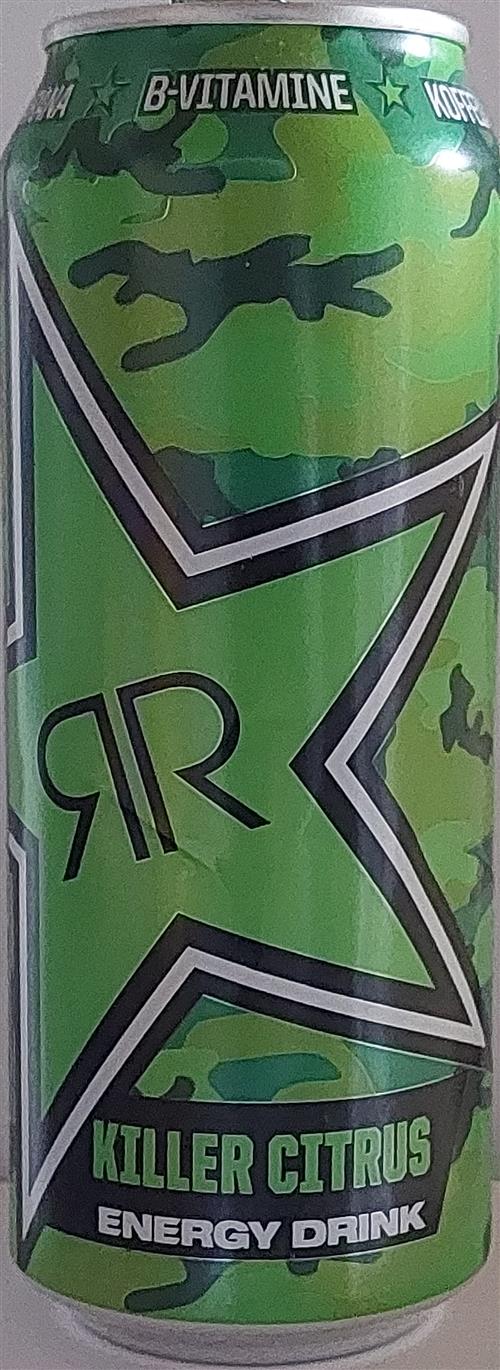 B-VITAMINE
R
KILLER CITRUS
ENERGY DRINK